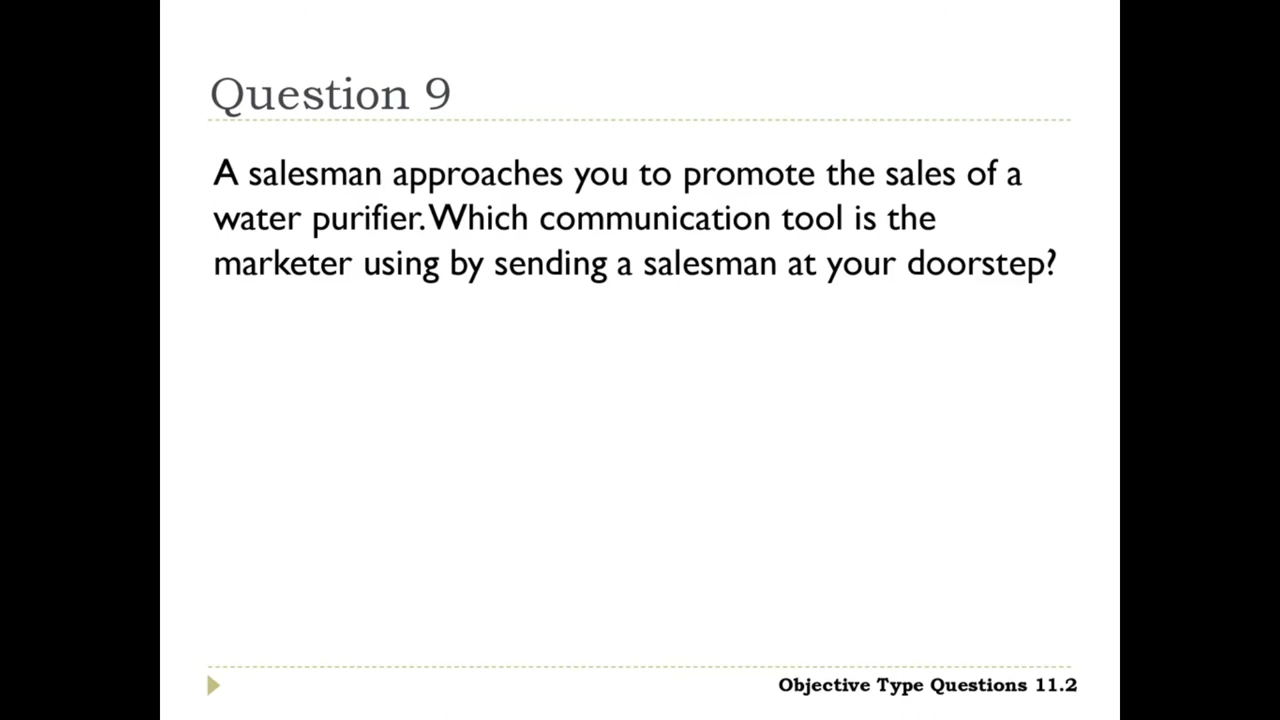 Question 9
A salesman approaches you to promote the sales of a
water purifier. Which communication tool is the
marketer using by sending a salesman at your doorstep?
Objective Type Questions 11.2